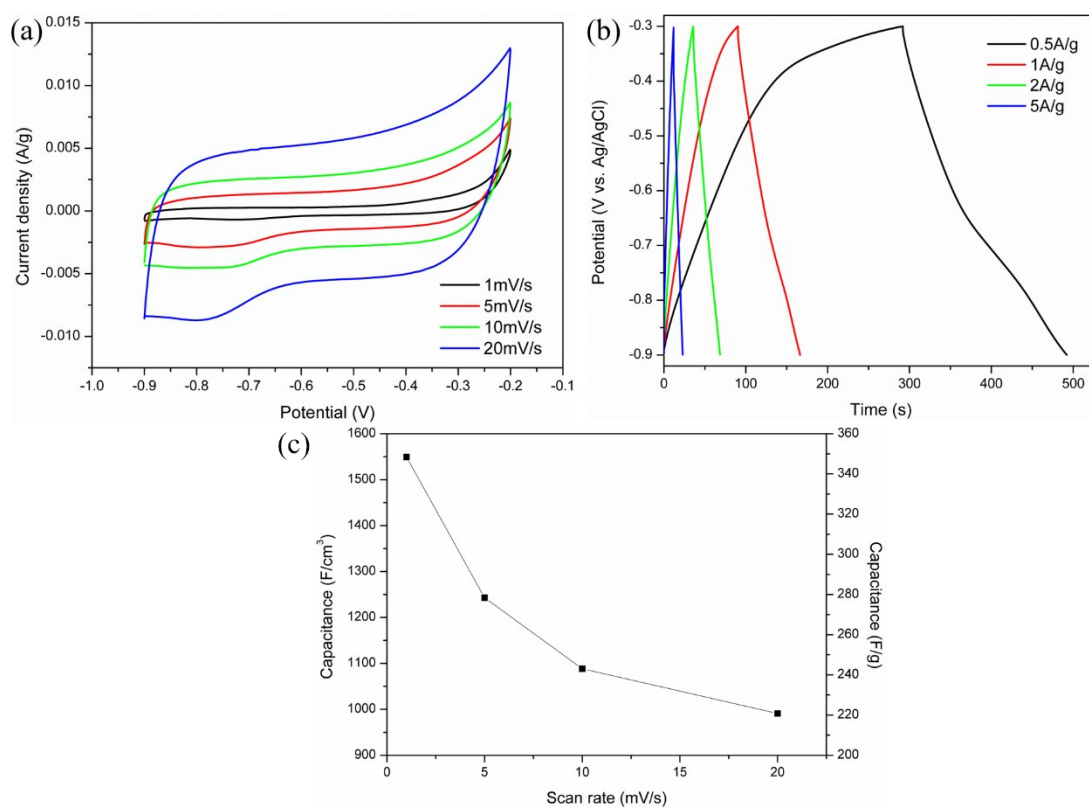 (a)
0.015
0.010
0.005
0.000
-0.005
-0.010
Current density (A/g)
1mV/s
5mV/s
10mV/s
20mV/s
-1.0 -0.9 -0.8 -0.7 -0.6 -0.5 -0.4 -0.3 -0.2 -0.1
Potential (V)
(b)
-0.3
-0.4
-0.5
-0.6
-0.7
-0.8
-0.9
Potential (V vs. Ag/AgCl)
0.5A/g
1A/g
2A/g
5A/g
0 100 200 300 400 500
Time (s)
(c)
1600
1500
1400
1300
1200
1100
1000
900
Capacitance (F/cm³)
360
340
320
300
280
260
240
220
200
Capacitance (F/g)
0 5 10 15 20
Scan rate (mV/s)